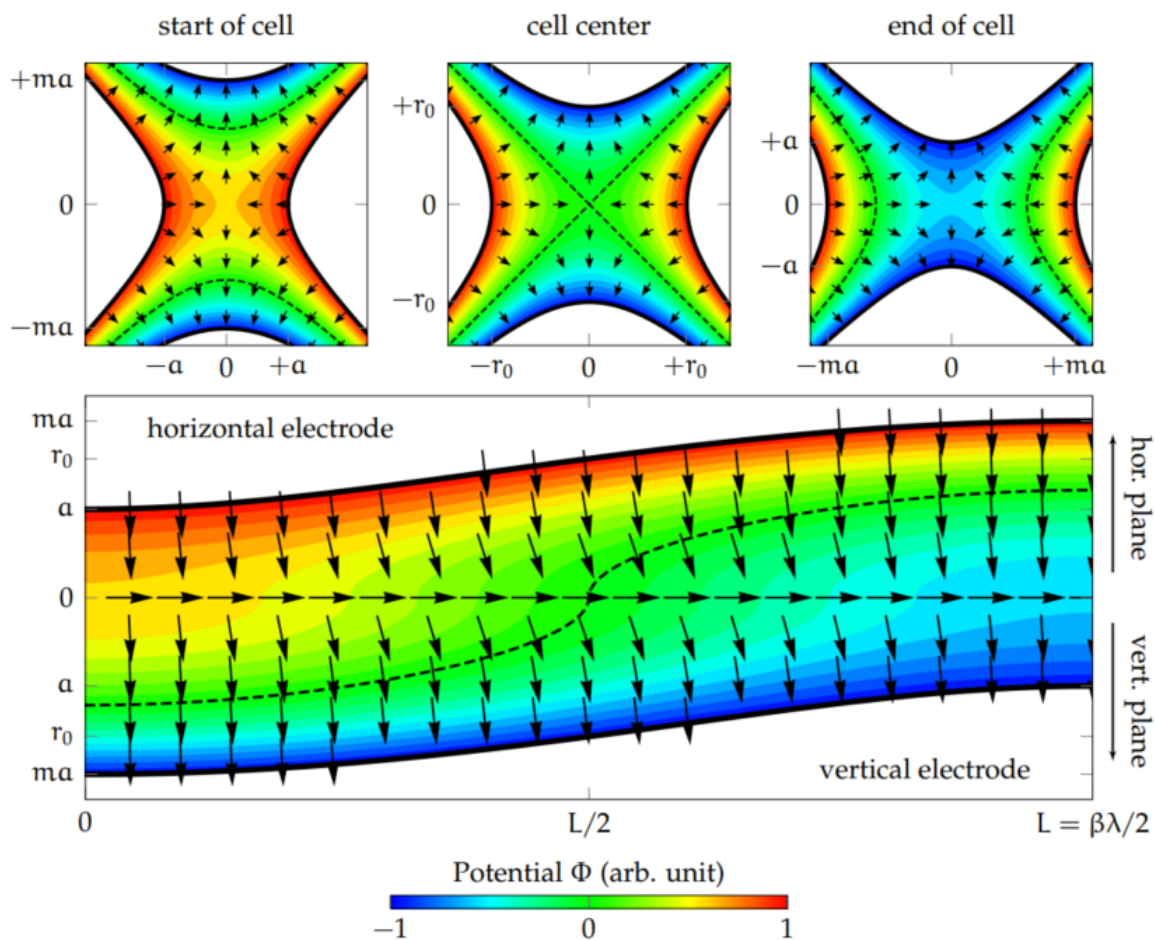 start of cell
cell center
end of cell
+ma
0
−ma
−a
0
+a
+r₀
0
−r₀
−r₀
0
+r₀
+a
0
−a
−ma
0
+ma
horizontal electrode
vertical electrode
ma
r₀
a
0
a
r₀
ma
hor. plane
vert. plane
0
L/2
L = βλ/2
Potential Φ (arb. unit)
−1
0
1